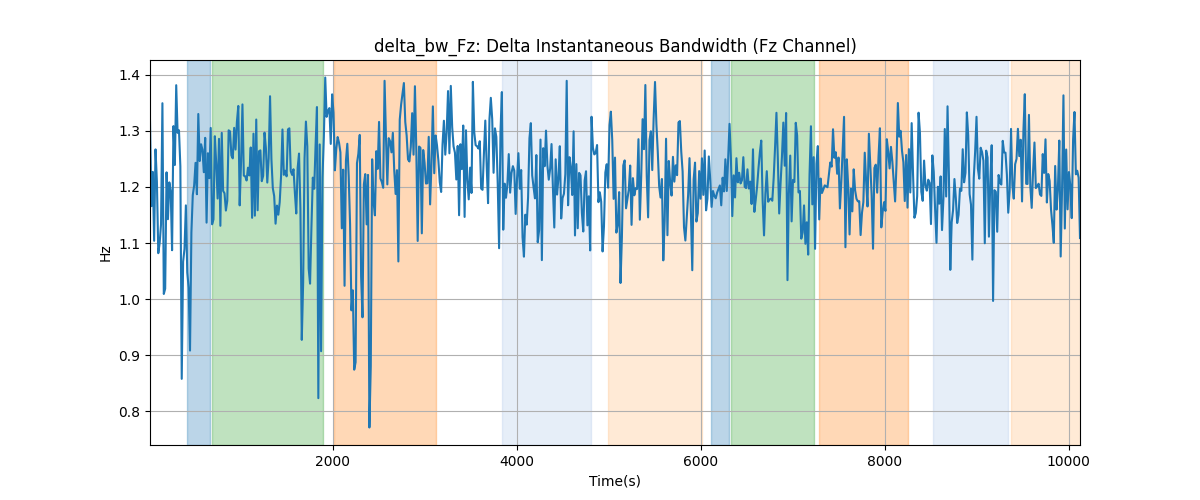 delta_bw_Fz: Delta Instantaneous Bandwidth (Fz Channel)
1.4
1.3
1.2
1.1
1.0
0.9
0.8
Hz
2000 4000 6000 8000 10000
Time(s)